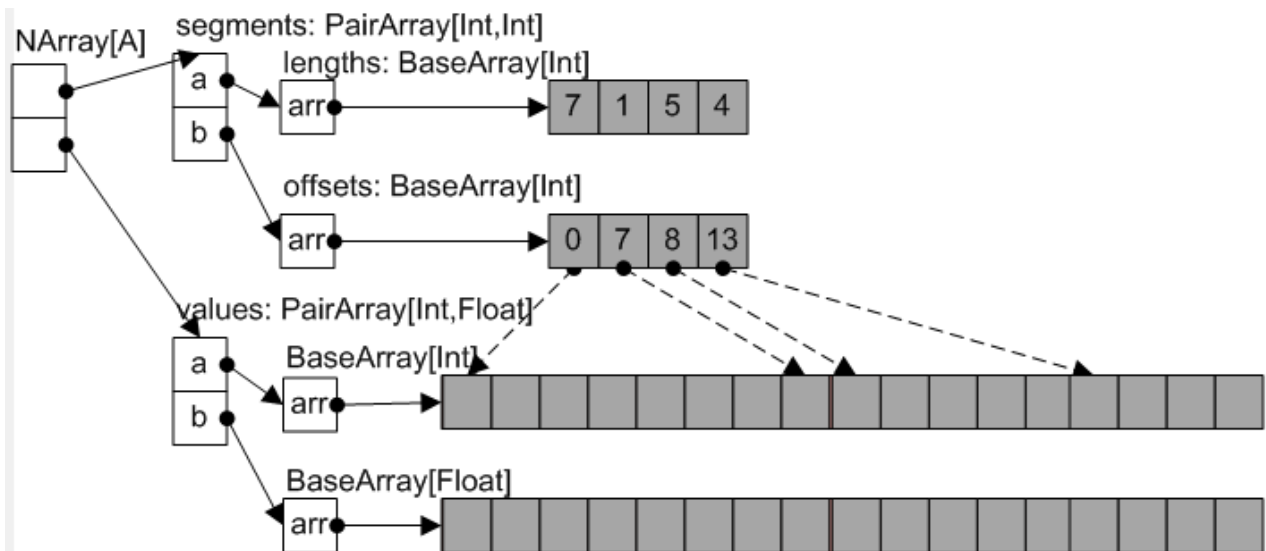 segments: PairArray[Int,Int]
NArray[A]
lengths: BaseArray[Int]
a
arr
7 1 5 4
b
offsets: BaseArray[Int]
arr
0 7 8 13
values: PairArray[Int,Float]
BaseArray[Int]
a
arr
b
BaseArray[Float]
arr